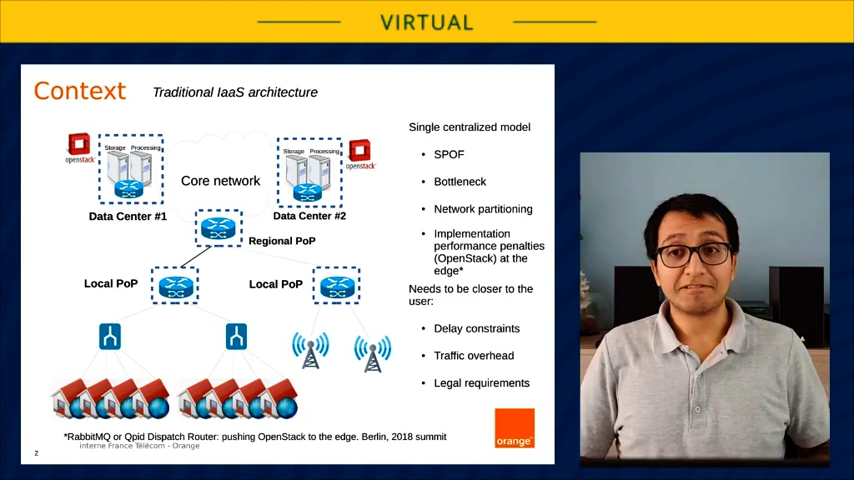 VIRTUAL
Context
Traditional IaaS architecture
Storage Processing
openstack
Data Center #1
Core network
Storage Processing
openstack
Data Center #2
Regional PoP
Local PoP
Local PoP
Single centralized model
• SPOF
• Bottleneck
• Network partitioning
• Implementation
performance penalties
(OpenStack) at the
edge*
Needs to be closer to the
user:
• Delay constraints
• Traffic overhead
• Legal requirements
orange
*RabbitMQ or Qpid Dispatch Router: pushing OpenStack to the edge. Berlin, 2018 summit
interne France Télécom - Orange
2